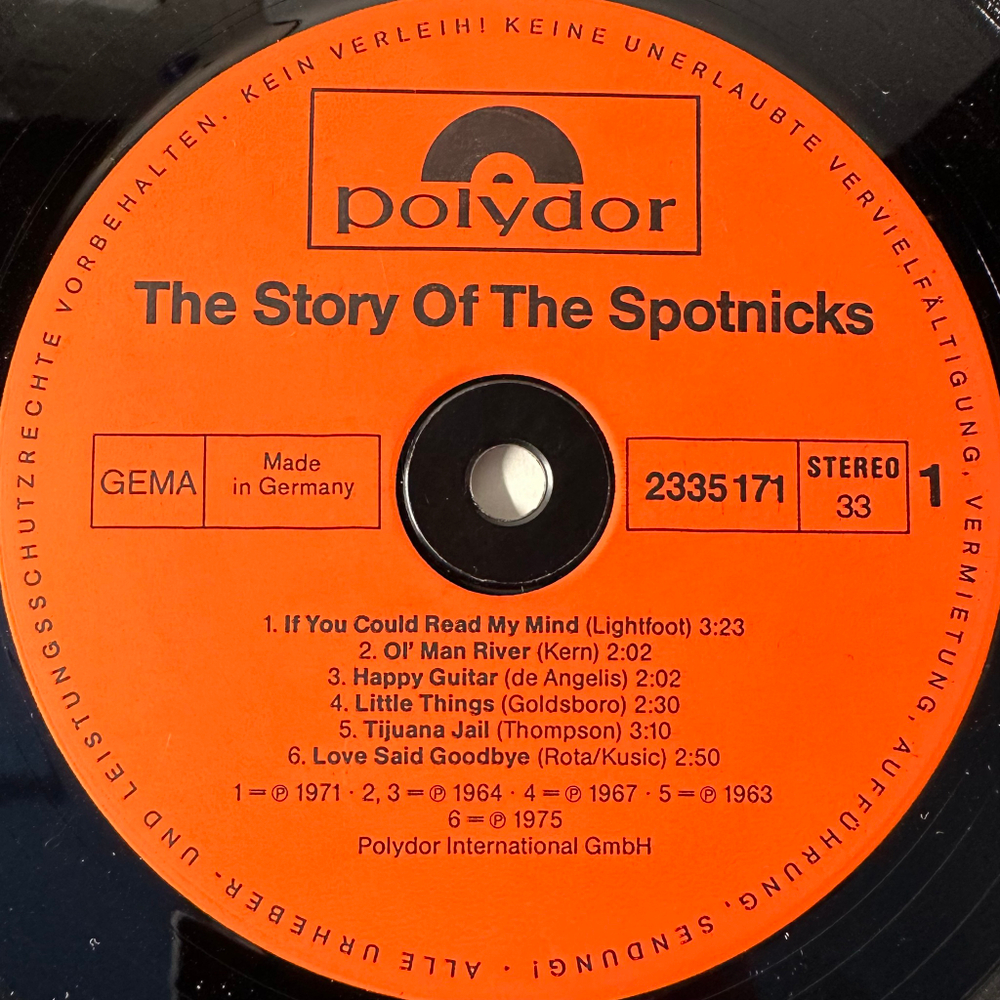 ALLE URHEBER- UND LEISTUNGSSCHUTZRECHTE VORBEHALTEN. KEIN VERLEIH! KEINE UNERLAUBTE VERVIELFÄLTIGUNG, VERMIETUNG, AUFFÜHRUNG, SENDUNG! ·
polydor
The Story Of The Spotnicks
GEMA
Made
in Germany
2335 171
STEREO
33
1
1. If You Could Read My Mind (Lightfoot) 3:23
2. Ol' Man River (Kern) 2:02
3. Happy Guitar (de Angelis) 2:02
4. Little Things (Goldsboro) 2:30
5. Tijuana Jail (Thompson) 3:10
6. Love Said Goodbye (Rota/Kusic) 2:50
1 = ℗ 1971 · 2, 3 = ℗ 1964 · 4 = ℗ 1967 · 5 = ℗ 1963
6 = ℗ 1975
Polydor International GmbH